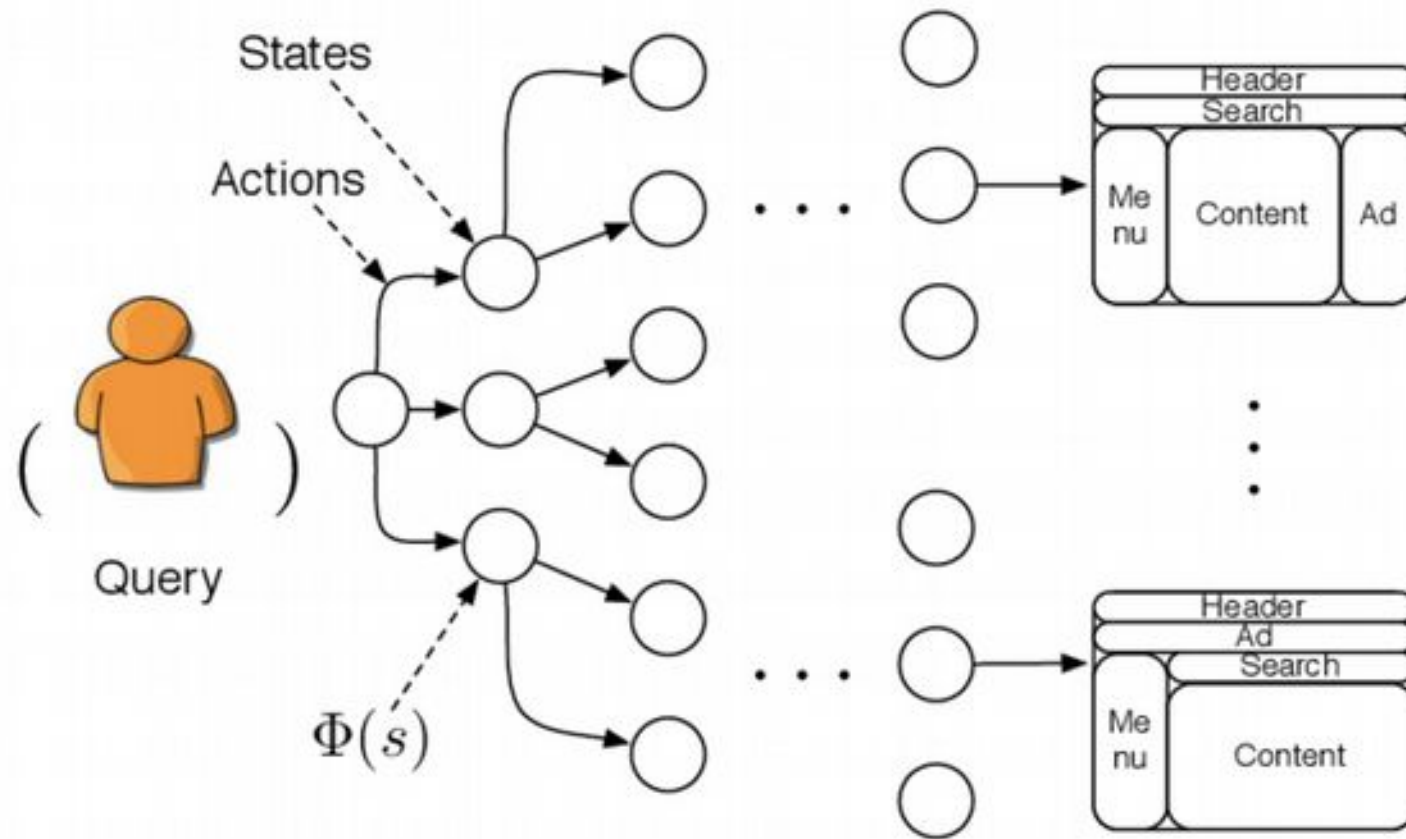 States
Actions
(
)
Query
Φ(s)
. . .
. . .
Header
Search
Me
nu
Content
Ad
Header
Ad
Search
Me
nu
Content